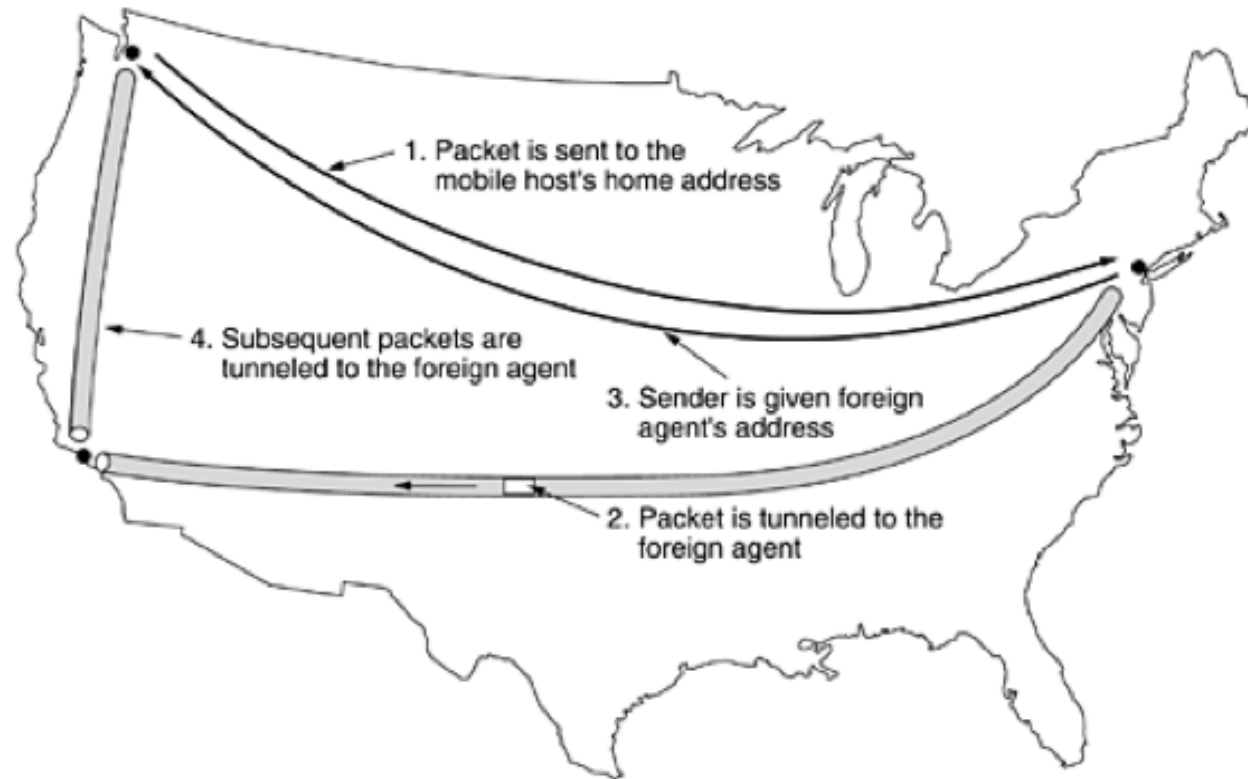 1. Packet is sent to the
mobile host's home address
4. Subsequent packets are
tunneled to the foreign agent
3. Sender is given foreign
agent's address
2. Packet is tunneled to the
foreign agent